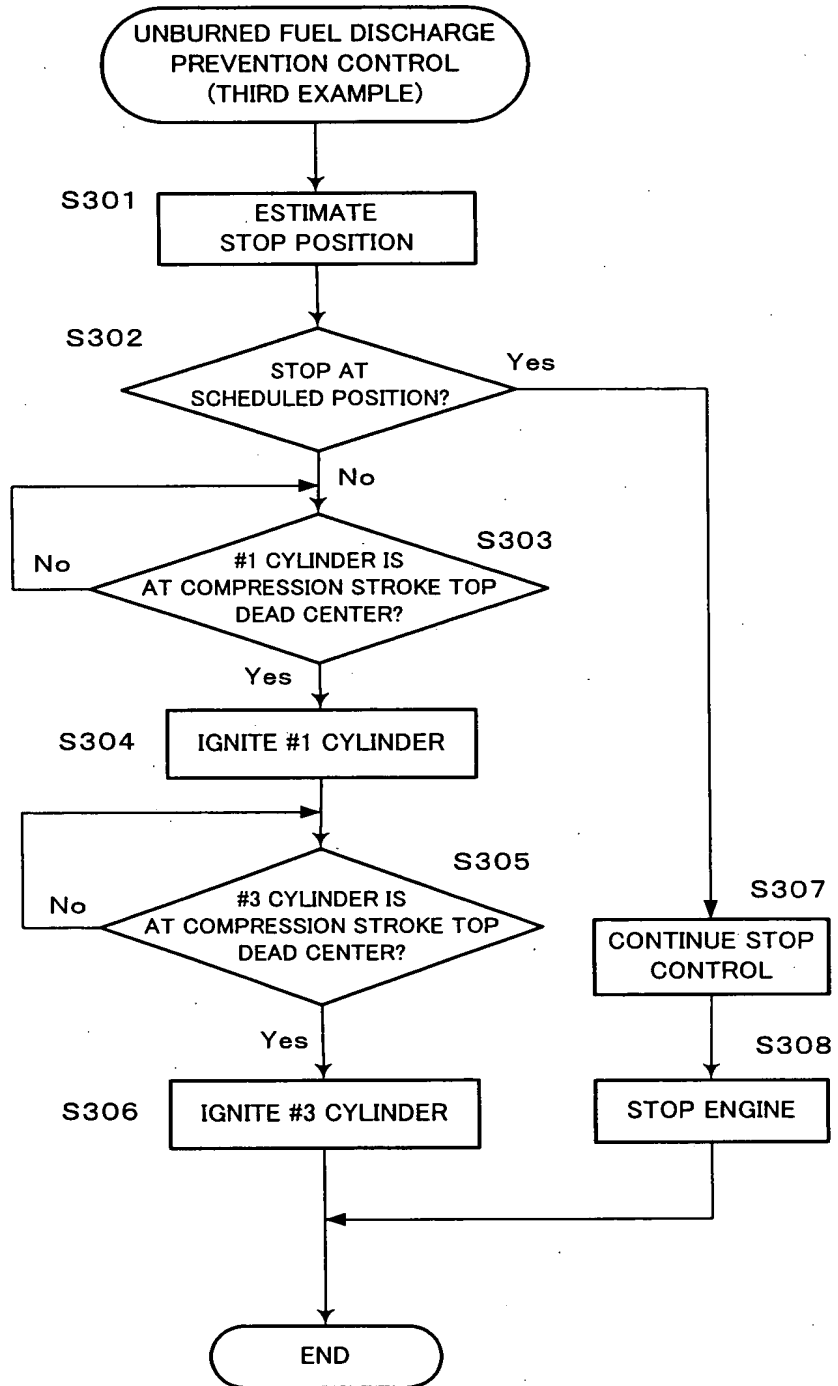 UNBURNED FUEL DISCHARGE
PREVENTION CONTROL
(THIRD EXAMPLE)
S301
ESTIMATE
STOP POSITION
S302
STOP AT
SCHEDULED POSITION?
Yes
No
S303
#1 CYLINDER IS
AT COMPRESSION STROKE TOP
DEAD CENTER?
No
Yes
S304
IGNITE #1 CYLINDER
S305
#3 CYLINDER IS
AT COMPRESSION STROKE TOP
DEAD CENTER?
No
Yes
S306
IGNITE #3 CYLINDER
S307
CONTINUE STOP
CONTROL
S308
STOP ENGINE
END